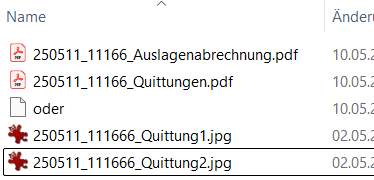 Name
Änderu
250511_11166_Auslagenabrechnung.pdf
10.05.2
250511_11166_Quittungen.pdf
10.05.2
oder
10.05.2
250511_111666_Quittung1.jpg
02.05.2
250511_111666_Quittung2.jpg
02.05.2